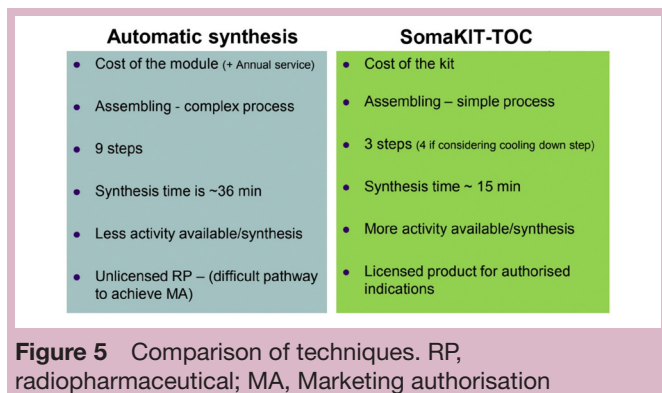 Automatic synthesis
• Cost of the module (+ Annual service)
• Assembling - complex process
• 9 steps
• Synthesis time is ~36 min
• Less activity available/synthesis
• Unlicensed RP – (difficult pathway
to achieve MA)
SomaKIT-TOC
• Cost of the kit
• Assembling – simple process
• 3 steps (4 if considering cooling down step)
• Synthesis time ~ 15 min
• More activity available/synthesis
• Licensed product for authorised
indications
Figure 5 Comparison of techniques. RP,
radiopharmaceutical; MA, Marketing authorisation